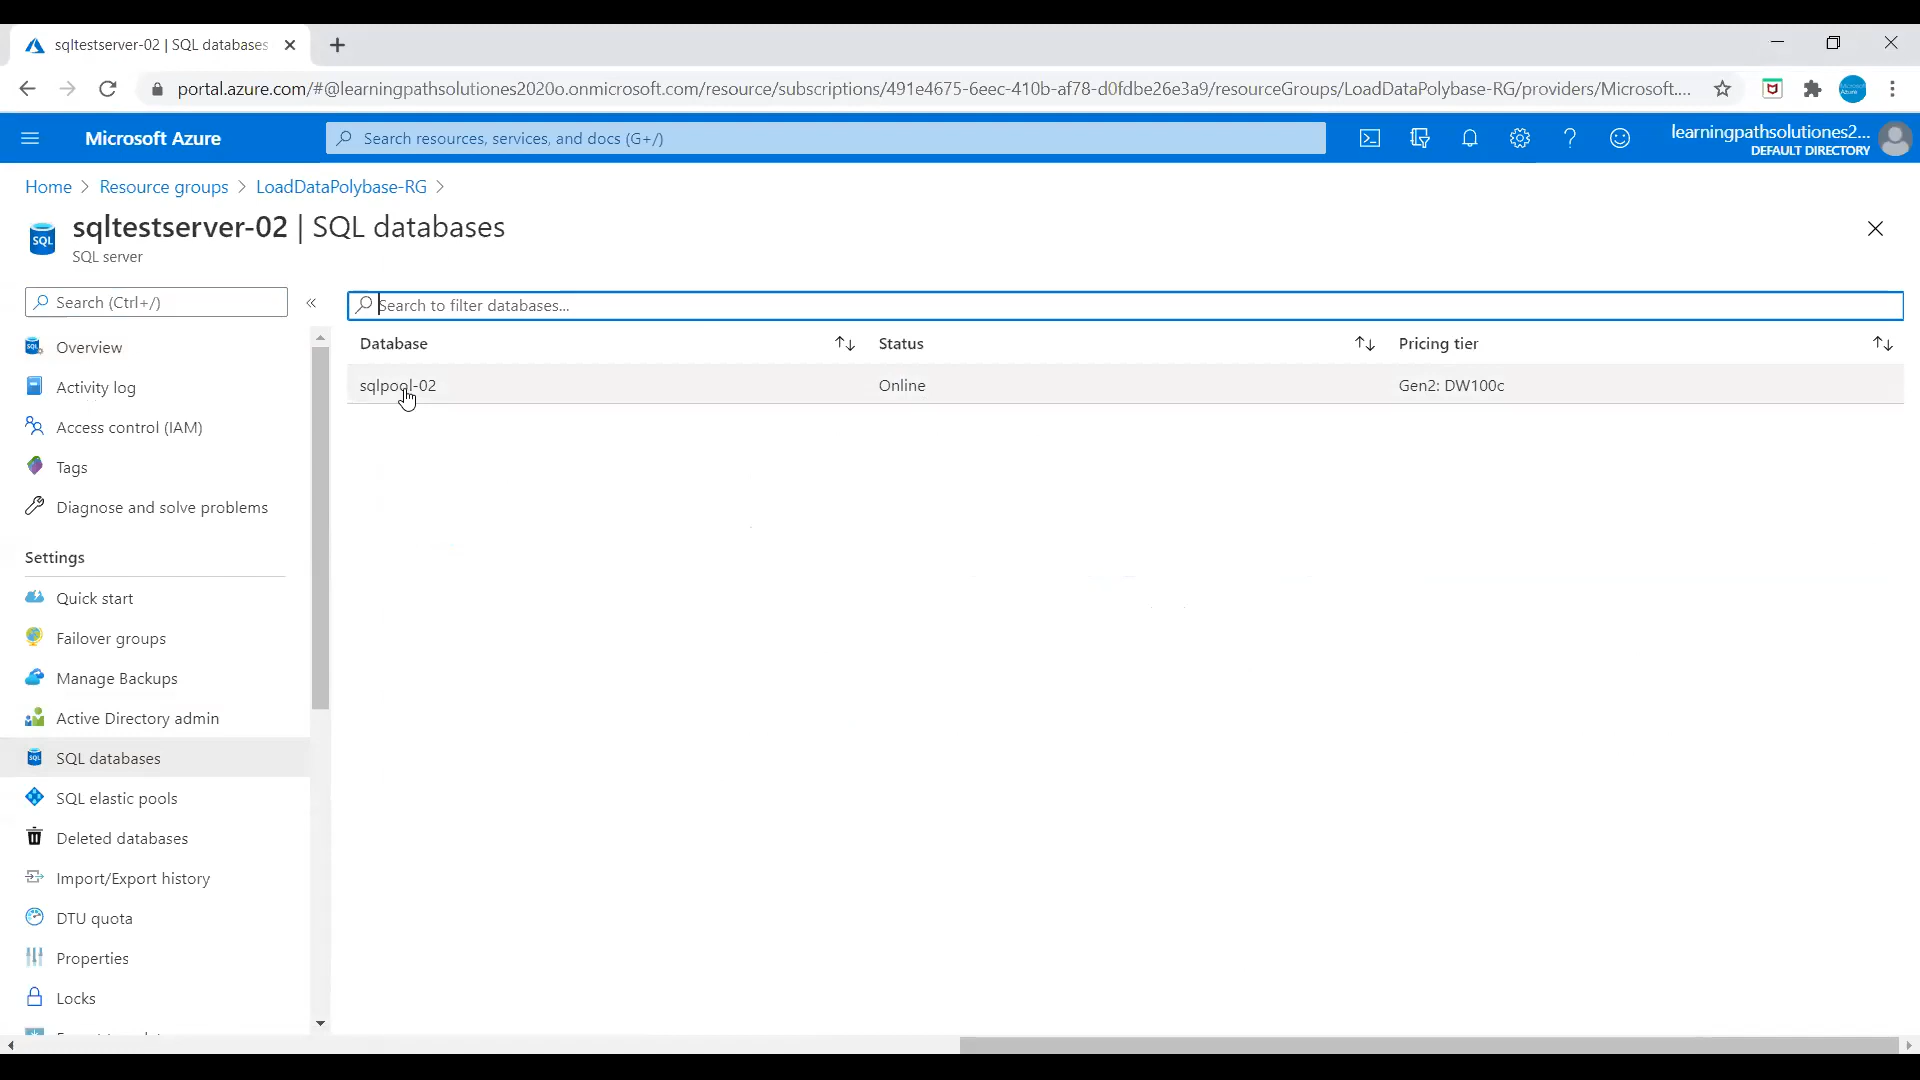 sqltestserver-02 | SQL databases
portal.azure.com/#@learningpathsolutiones2020o.onmicrosoft.com/resource/subscriptions/491e4675-6eec-410b-af78-d0fdbe26e3a9/resourceGroups/LoadDataPolybase-RG/providers/Microsoft....
Microsoft Azure
Search resources, services, and docs (G+/)
learningpathsolutiones2...
DEFAULT DIRECTORY
Home > Resource groups > LoadDataPolybase-RG >
SQL
sqltestserver-02 | SQL databases
SQL server
Search (Ctrl+/)
«
Search to filter databases...
Database
Status
Pricing tier
sqlpool-02
Online
Gen2: DW100c
Overview
Activity log
Access control (IAM)
Tags
Diagnose and solve problems
Settings
Quick start
Failover groups
Manage Backups
Active Directory admin
SQL databases
SQL elastic pools
Deleted databases
Import/Export history
DTU quota
Properties
Locks